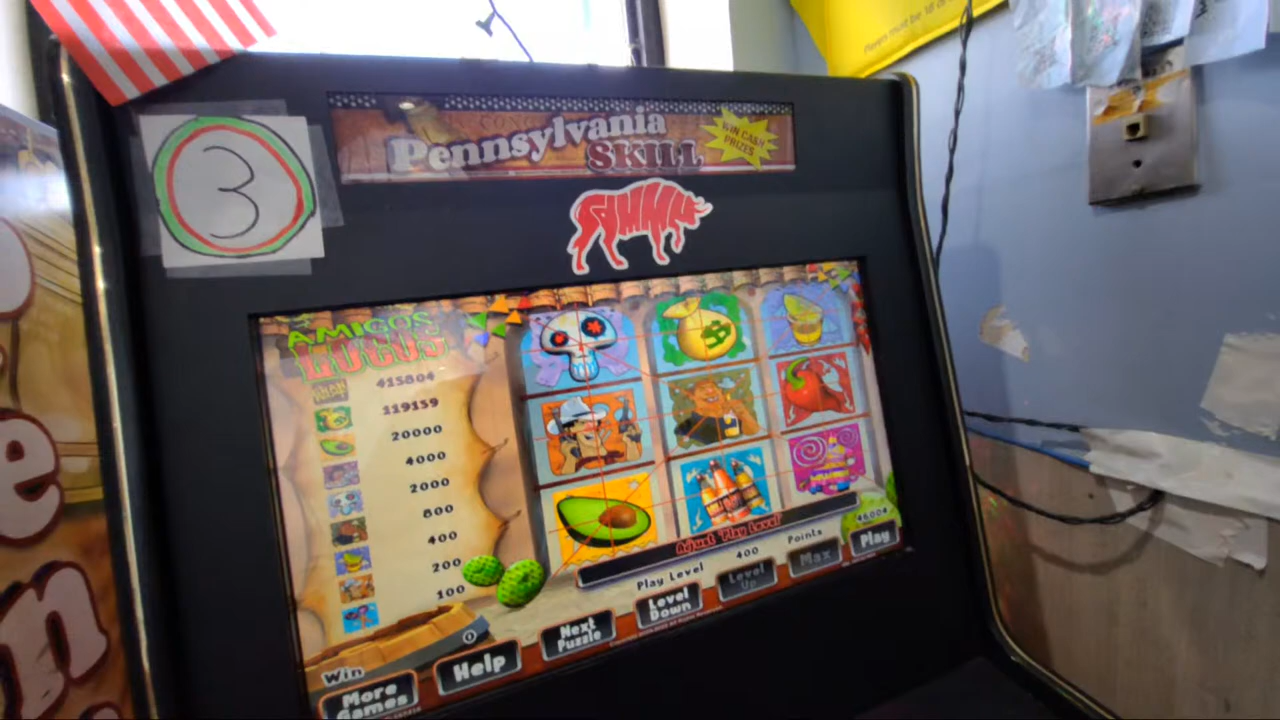 Pennsylvania
SKILL
WIN CASH
PRIZES
3
AMIGOS
LOCOS
415804
119159
20000
4000
2000
800
400
200
100
Adjust Play Level
Play Level
400
Points
46004
Win
More
Games
Help
Next
Puzzle
Level
Down
Level
Up
Max
Play